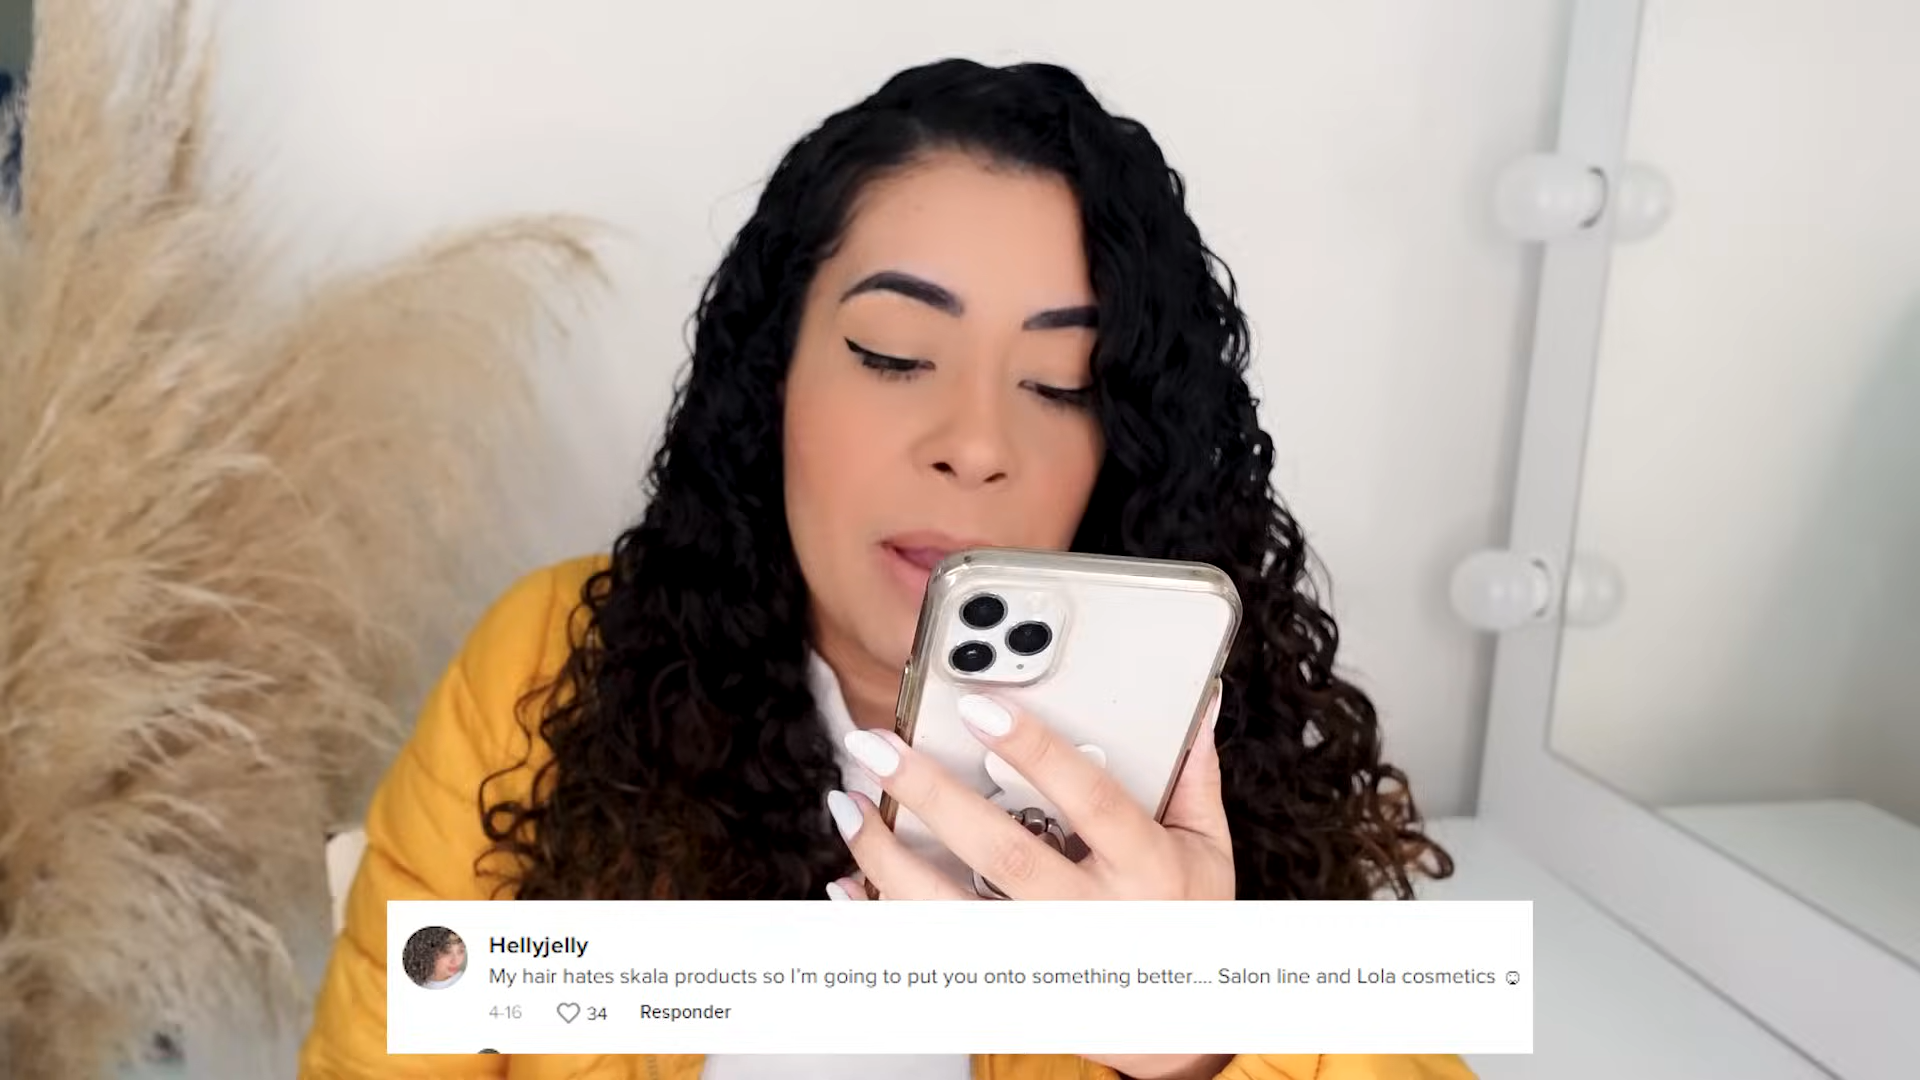 Hellyjelly
My hair hates skala products so I'm going to put you onto something better.... Salon line and Lola cosmetics
4-16 34 Responder